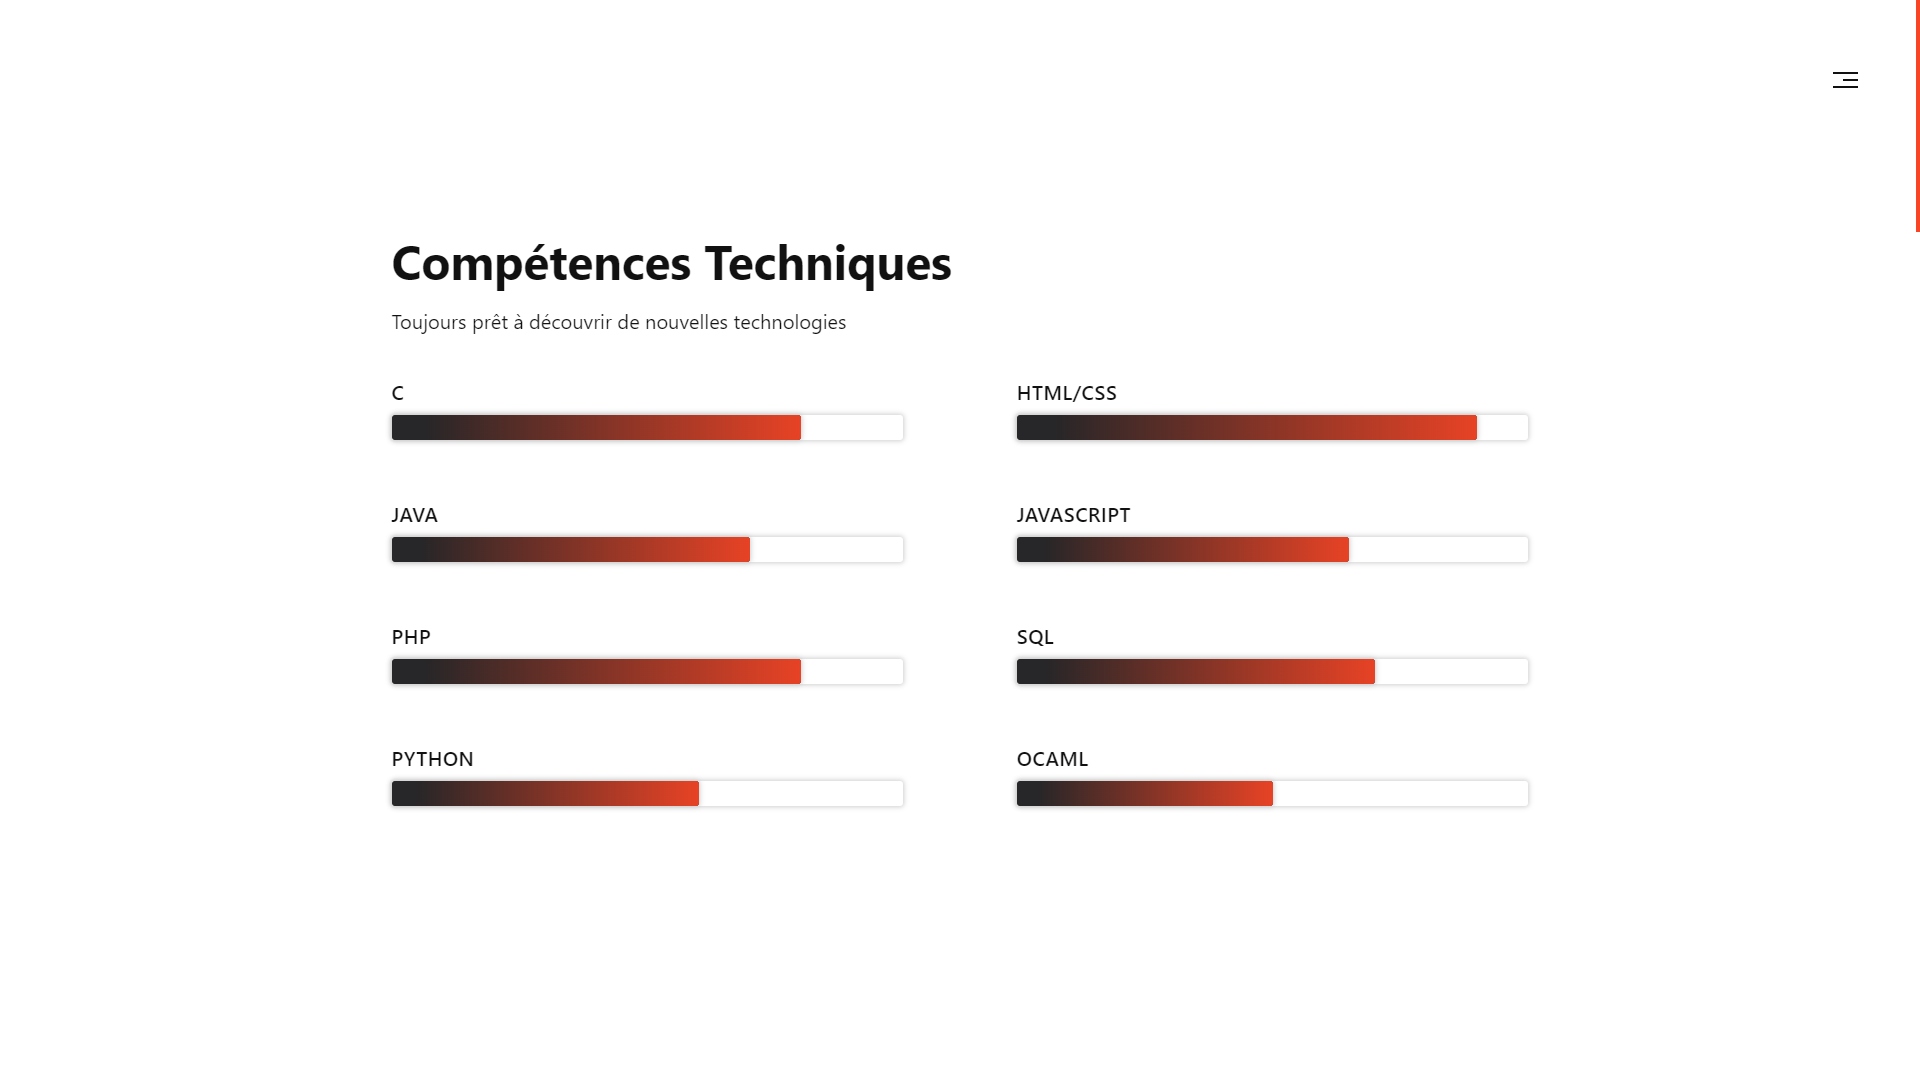 Compétences Techniques
Toujours prêt à découvrir de nouvelles technologies
C
HTML/CSS
JAVA
JAVASCRIPT
PHP
SQL
PYTHON
OCAML